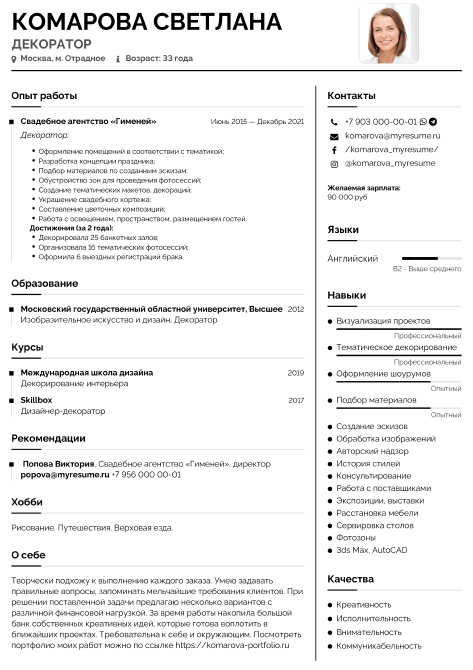 КОМАРОВА СВЕТЛАНА
ДЕКОРАТОР
Москва, м. Отрадное Возраст: 33 года
Опыт работы
Свадебное агентство «Гименей» Июнь 2015 — Декабрь 2021
Декоратор:
Оформление помещений в соответствии с тематикой;
Разработка концепции праздника;
Подбор материалов по созданным эскизам;
Обустройство зон для проведения фотосессий;
Создание тематических макетов, декораций;
Украшение свадебного кортежа;
Составление цветочных композиций;
Работа с освещением, пространством, размещением гостей.
Достижения (за 2 года):
Декорировала 25 банкетных залов;
Организовала 16 тематических фотосессий;
Оформила 6 выездных регистраций брака.
Образование
Московский государственный областной университет, Высшее 2012
Изобразительное искусство и дизайн. Декоратор
Курсы
Международная школа дизайна 2019
Декорирование интерьера
Skillbox 2017
Дизайнер-декоратор
Рекомендации
Попова Виктория, Свадебное агентство «Гименей», директор
popova@myresume.ru +7 956 000 00-01
Хобби
Рисование. Путешествия. Верховая езда.
О себе
Творчески подхожу к выполнению каждого заказа. Умею задавать
правильные вопросы, запоминать мельчайшие требования клиентов. При
решении поставленной задачи предлагаю несколько вариантов с
различной финансовой нагрузкой. За время работы накопила большой
банк собственных креативных идей, которые готова воплотить в
ближайших проектах. Требовательна к себе и окружающим. Посмотреть
портфолио моих работ можно по ссылке https://komarova-portfolio.ru
Контакты
+7 903 000-00-01
komarova@myresume.ru
/komarova_myresume/
@komarova_myresume
Желаемая зарплата:
90 000 руб
Языки
Английский
B2 - Выше среднего
Навыки
Визуализация проектов
Профессиональный
Тематическое декорирование
Профессиональный
Оформление шоурумов
Опытный
Подбор материалов
Опытный
Создание эскизов
Обработка изображений
Авторский надзор
История стилей
Консультирование
Работа с поставщиками
Экспозиции, выставки
Расстановка мебели
Сервировка столов
Фотозоны
3ds Max, AutoCAD
Качества
Креативность
Исполнительность
Внимательность
Коммуникабельность